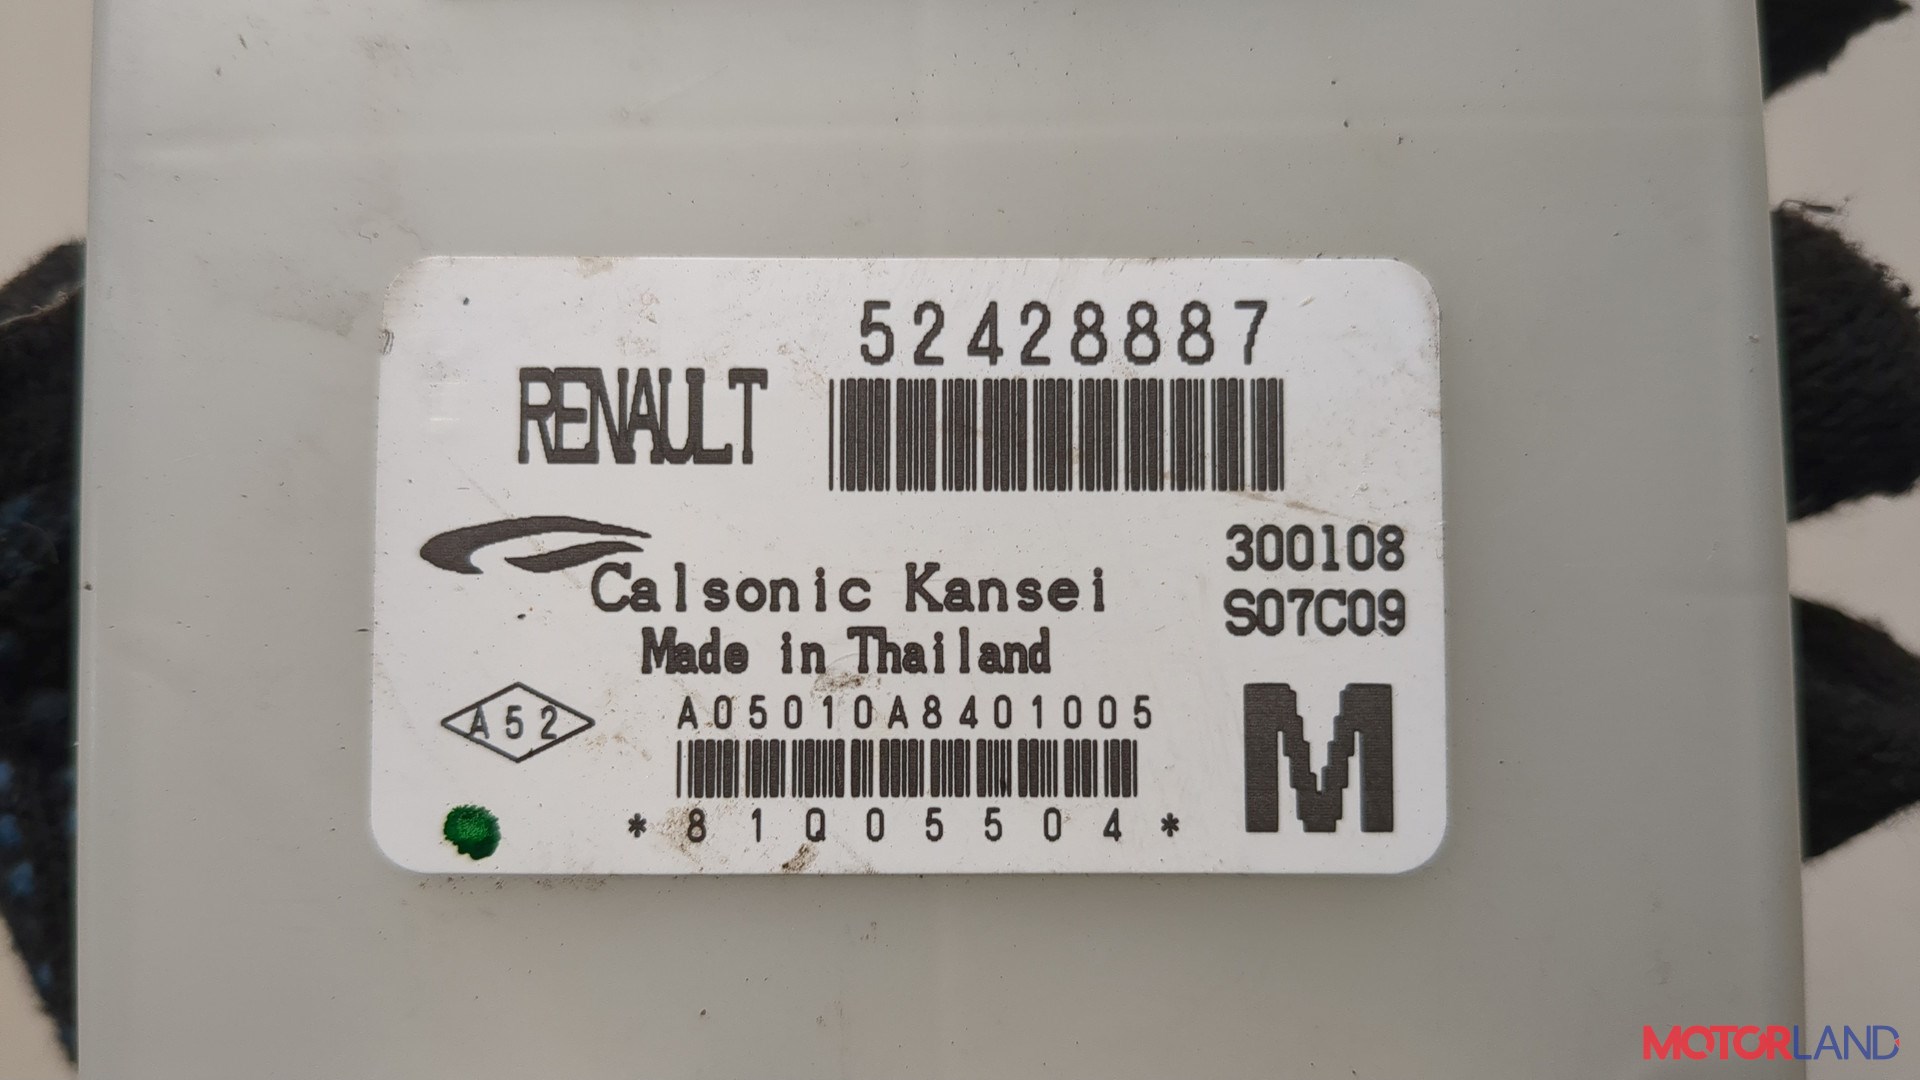 52428887
RENAULT
300108
Calsonic Kansei
S07C09
Made in Thailand
A52
A05010A8401005
M
*81Q05504*
MOTORLAND